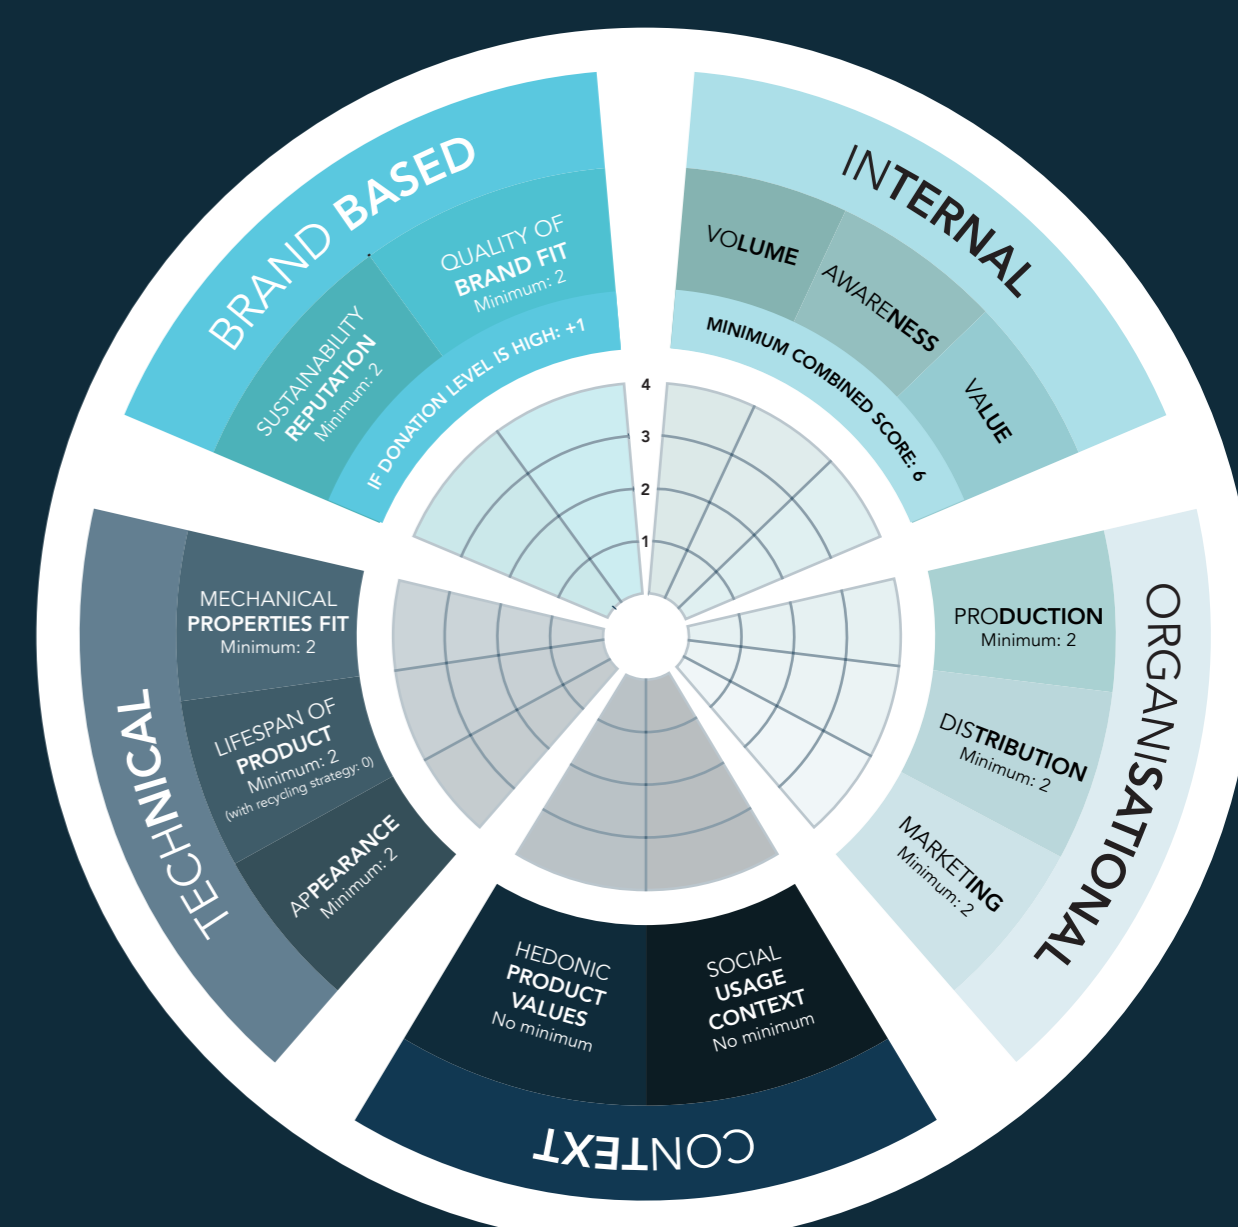 BRAND BASED
SUSTAINABILITY
REPUTATION
Minimum: 2
QUALITY OF
BRAND FIT
Minimum: 2
IF DONATION LEVEL IS HIGH: +1
INTERNAL
VOLUME
AWARENESS
VALUE
MINIMUM COMBINED SCORE: 6
4
3
2
1
ORGANISATIONAL
PRODUCTION
Minimum: 2
DISTRIBUTION
Minimum: 2
MARKETING
Minimum: 2
CONTEXT
SOCIAL
USAGE
CONTEXT
No minimum
HEDONIC
PRODUCT
VALUES
No minimum
TECHNICAL
MECHANICAL
PROPERTIES FIT
Minimum: 2
LIFESPAN OF
PRODUCT
Minimum: 2
(with recycling strategy: 0)
APPEARANCE
Minimum: 2